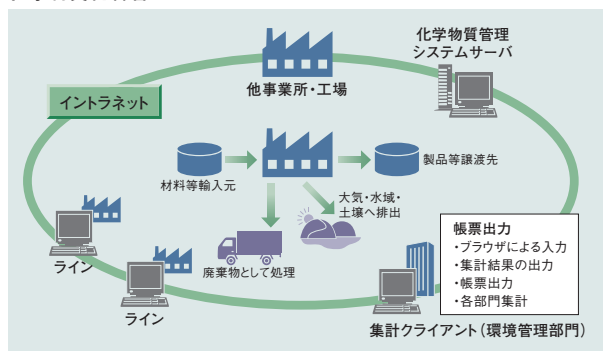 化学物質管理
システムサーバ
他事業所・工場
イントラネット
材料等輸入元
製品等譲渡先
大気・水域・
土壌へ排出
廃棄物として処理
ライン
ライン
帳票出力
・ブラウザによる入力
・集計結果の出力
・帳票出力
・各部門集計
集計クライアント（環境管理部門）